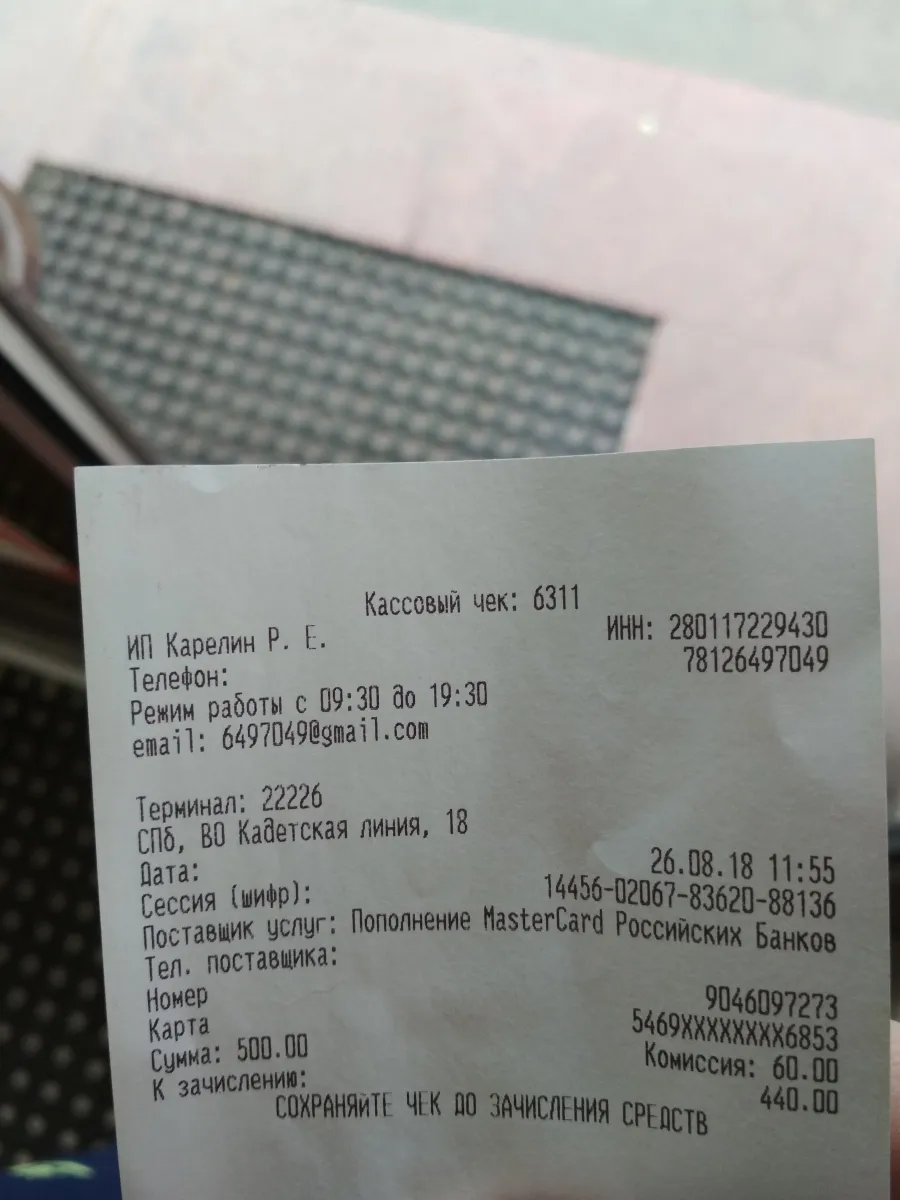 Кассовый чек: 6311
ИП Карелин Р. Е. ИНН: 280117229430
Телефон: 78126497049
Режим работы с 09:30 до 19:30
email: 6497049@gmail.com
Терминал: 22226
СПб, ВО Кадетская линия, 18
Дата: 26.08.18 11:55
Сессия (шифр): 14456-02067-83620-88136
Поставщик услуг: Пополнение MasterCard Российских Банков
Тел. поставщика:
Номер 9046097273
Карта 5469XXXXXXXX6853
Сумма: 500.00 Комиссия: 60.00
К зачислению: 440.00
СОХРАНЯЙТЕ ЧЕК ДО ЗАЧИСЛЕНИЯ СРЕДСТВ